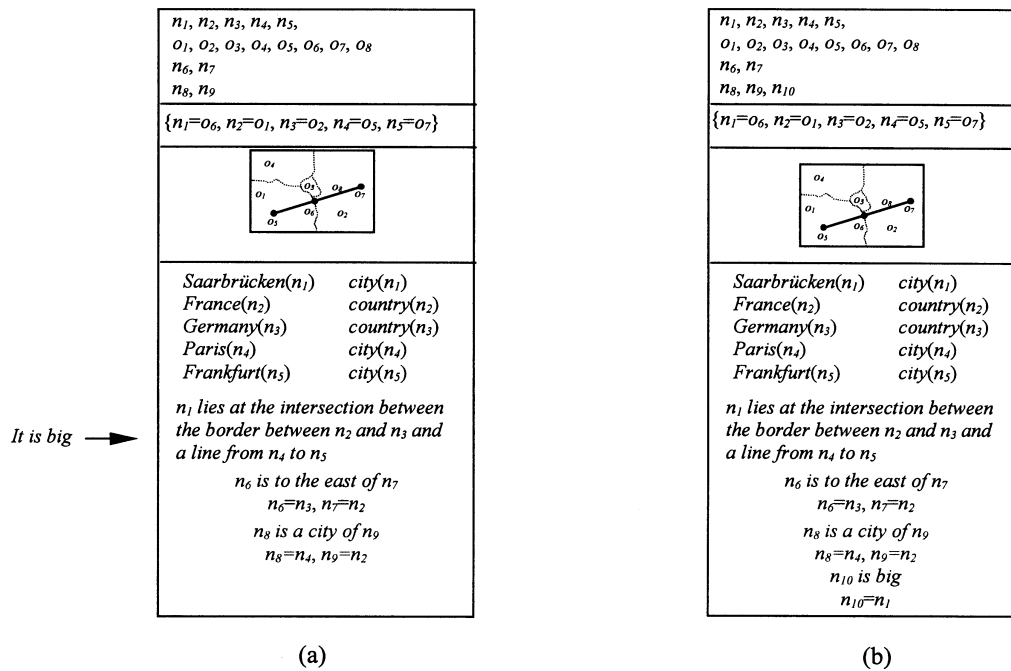 n₁, n₂, n₃, n₄, n₅,
o₁, o₂, o₃, o₄, o₅, o₆, o₇, o₈
n₆, n₇
n₈, n₉
{n₁=o₆, n₂=o₁, n₃=o₂, n₄=o₅, n₅=o₇}
o₄
o₃
o₈
o₇
o₁
o₅
o₆
o₂
Saarbrücken(n₁) city(n₁)
France(n₂) country(n₂)
Germany(n₃) country(n₃)
Paris(n₄) city(n₄)
Frankfurt(n₅) city(n₅)
n₁ lies at the intersection between
the border between n₂ and n₃ and
a line from n₄ to n₅
It is big
n₆ is to the east of n₇
n₆=n₃, n₇=n₂
n₈ is a city of n₉
n₈=n₄, n₉=n₂
(a)
n₁, n₂, n₃, n₄, n₅,
o₁, o₂, o₃, o₄, o₅, o₆, o₇, o₈
n₆, n₇
n₈, n₉, n₁₀
{n₁=o₆, n₂=o₁, n₃=o₂, n₄=o₅, n₅=o₇}
o₄
o₃
o₈
o₇
o₁
o₅
o₆
o₂
Saarbrücken(n₁) city(n₁)
France(n₂) country(n₂)
Germany(n₃) country(n₃)
Paris(n₄) city(n₄)
Frankfurt(n₅) city(n₅)
n₁ lies at the intersection between
the border between n₂ and n₃ and
a line from n₄ to n₅
n₆ is to the east of n₇
n₆=n₃, n₇=n₂
n₈ is a city of n₉
n₈=n₄, n₉=n₂
n₁₀ is big
n₁₀=n₁
(b)